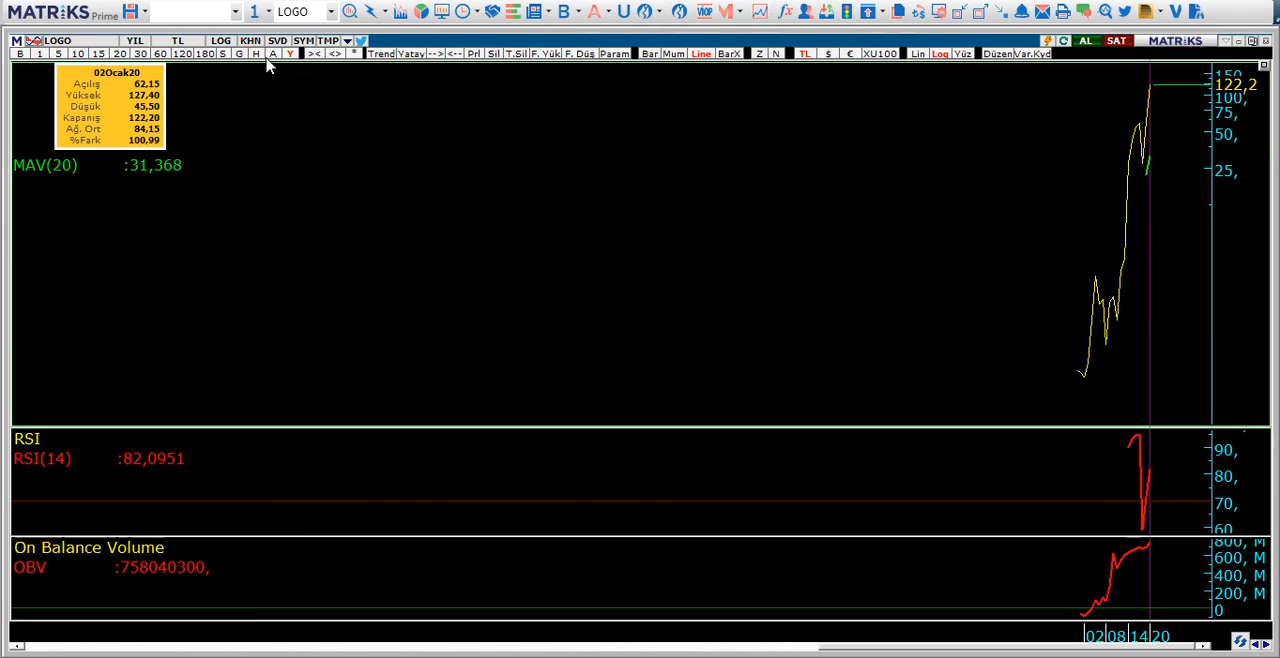 MATRiKS Prime 1 LOGO B A U VIOP M fx V
M LOGO YIL TL LOG KHN SVD SYM TMP AL SAT MATRiKS
B 1 5 10 15 20 30 60 120 180 S G H A Y >< <> * Trend Yatay --> <-- Prl Sil T.Sil F. Yük F. Düş Param Bar Mum Line BarX Z N TL $ € XU100 Lin Log Yüz Düzen Var.Kyd
02Ocak20
Açılış 62,15
Yüksek 127,40
Düşük 45,50
Kapanış 122,20
Ağ. Ort 84,15
%Fark 100,99
MAV(20) :31,368
150
122,2
100,
75,
50,
25,
RSI
RSI(14) :82,0951
90,
80,
70,
60
On Balance Volume
OBV :758040300,
800, M
600, M
400, M
200, M
0
02 08 14 20